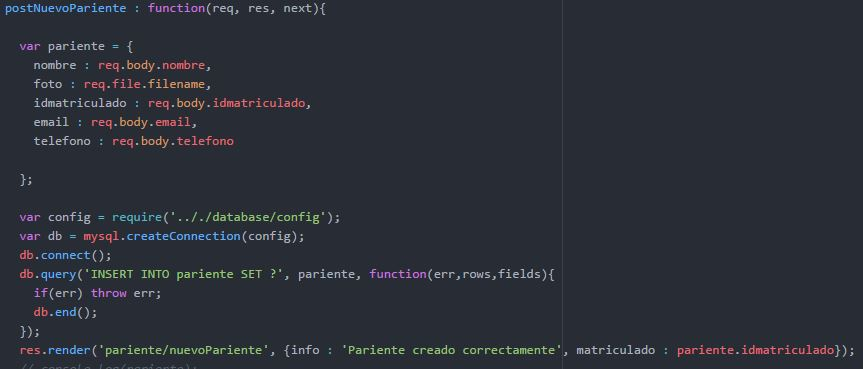 postNuevoPariente : function(req, res, next){
var pariente = {
nombre : req.body.nombre,
foto : req.file.filename,
idmatriculado : req.body.idmatriculado,
email : req.body.email,
telefono : req.body.telefono
};
var config = require('.././database/config');
var db = mysql.createConnection(config);
db.connect();
db.query('INSERT INTO pariente SET ?', pariente, function(err,rows,fields){
if(err) throw err;
db.end();
});
res.render('pariente/nuevoPariente', {info : 'Pariente creado correctamente', matriculado : pariente.idmatriculado});
// console.log(pariente);